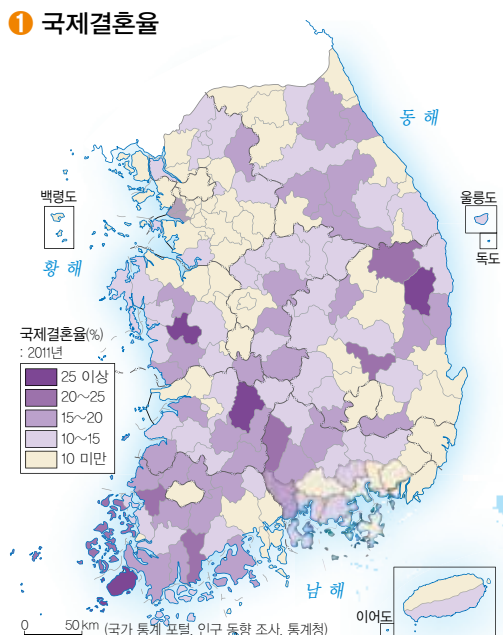 ❶ 국제결혼율
동해
백령도
울릉도
독도
황해
국제결혼율(%)
: 2011년
25 이상
20~25
15~20
10~15
10 미만
남해
이어도
0 50 km (국가 통계 포털, 인구 동향 조사, 통계청)